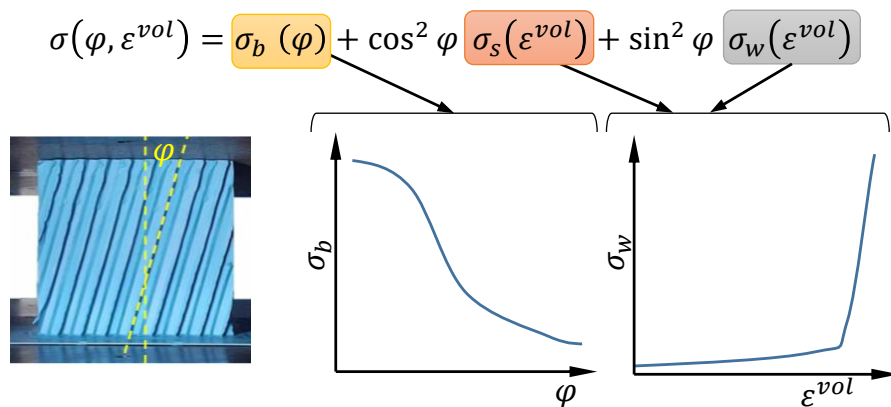 σ(φ, ε^{vol}) = σ_b (φ) + cos² φ σ_s(ε^{vol}) + sin² φ σ_w(ε^{vol})
φ
σ_b
φ
σ_w
ε^{vol}